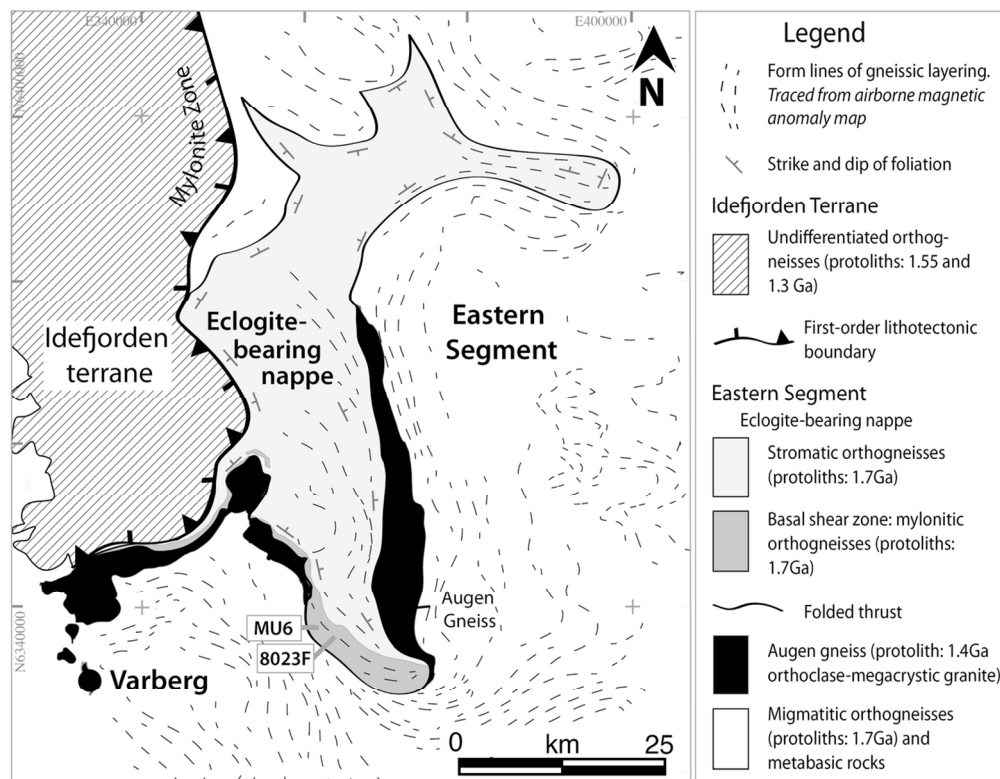 E340000
E400000
N6400000
N
Mylonite Zone
Idefjorden
terrane
Eclogite-
bearing
nappe
Eastern
Segment
Augen
Gneiss
MU6
8023F
N6340000
Varberg
0 km 25
Legend
Form lines of gneissic layering.
Traced from airborne magnetic
anomaly map
Strike and dip of foliation
Idefjorden Terrane
Undifferentiated orthog-
neisses (protoliths: 1.55 and
1.3 Ga)
First-order lithotectonic
boundary
Eastern Segment
Eclogite-bearing nappe
Stromatic orthogneisses
(protoliths: 1.7Ga)
Basal shear zone: mylonitic
orthogneisses (protoliths:
1.7Ga)
Folded thrust
Augen gneiss (protolith: 1.4Ga
orthoclase-megacrystic granite)
Migmatitic orthogneisses
(protoliths: 1.7Ga) and
metabasic rocks